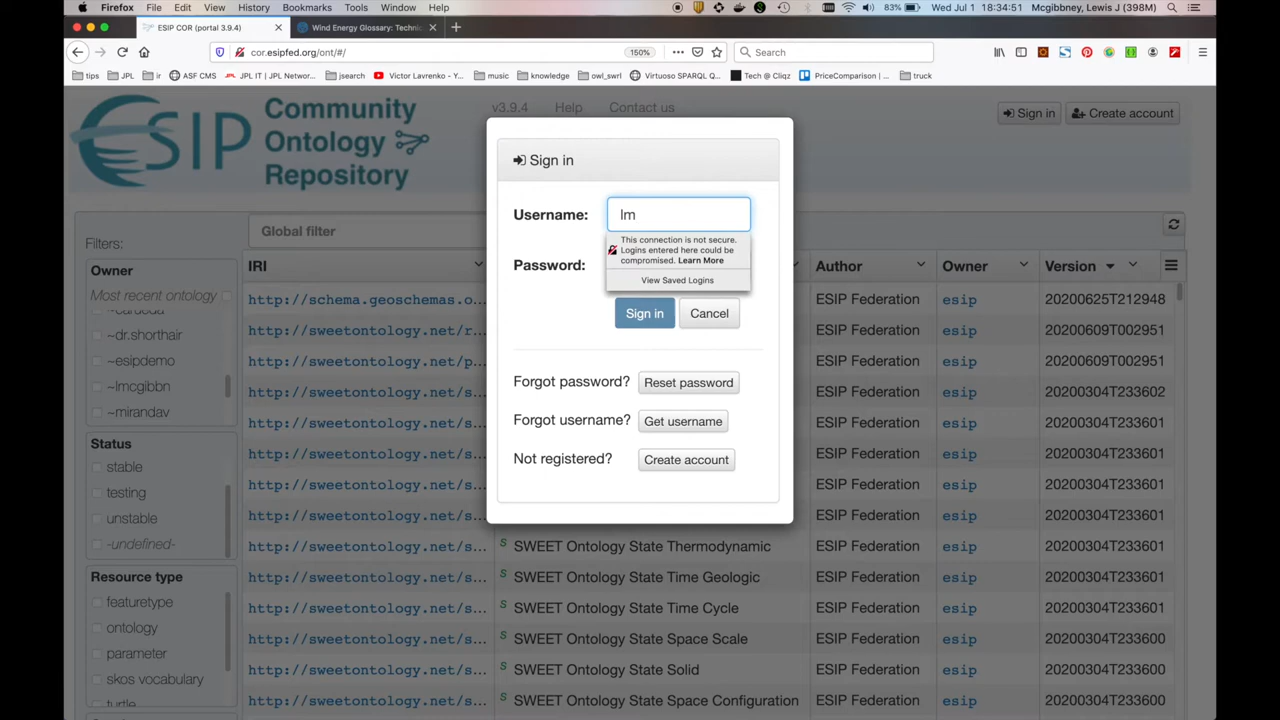 Firefox File Edit View History Bookmarks Tools Window Help 83% Wed Jul 1 18:34:51 Mcgibbney, Lewis J (398M)
ESIP COR (portal 3.9.4) Wind Energy Glossary: Technic
cor.esipfed.org/ont/#/ 150% Search
tips JPL ir ASF CMS JPL IT | JPL Network... jsearch Victor Lavrenko - Y... music knowledge owl_swrl Virtuoso SPARQL Q... Tech @ Cliqz PriceComparison |... truck
ESIP Community Ontology Repository
v3.9.4 Help Contact us
Sign in Create account
Sign in
Username: lm
This connection is not secure.
Logins entered here could be
compromised. Learn More
View Saved Logins
Password:
Sign in Cancel
Forgot password? Reset password
Forgot username? Get username
Not registered? Create account
Filters:
Owner
Most recent ottology
~dr.shorthair
~esipdemo
~lmcgibbn
~mirandav
Status
stable
testing
unstable
-undefined-
Resource type
featuretype
ontology
parameter
skos vocabulary
Global filter
IRI Author Owner Version
http://schema.geoschemas.o... ESIP Federation esip 20200625T212948
http://sweetontology.net/r... ESIP Federation esip 20200609T002951
http://sweetontology.net/p... ESIP Federation esip 20200609T002951
http://sweetontology.net/s... ESIP Federation esip 20200304T233602
http://sweetontology.net/s... ESIP Federation esip 20200304T233601
http://sweetontology.net/s... ESIP Federation esip 20200304T233601
http://sweetontology.net/s... ESIP Federation esip 20200304T233601
http://sweetontology.net/s... ESIP Federation esip 20200304T233601
http://sweetontology.net/s... S SWEET Ontology State Thermodynamic ESIP Federation esip 20200304T233601
http://sweetontology.net/s... S SWEET Ontology State Time Geologic ESIP Federation esip 20200304T233601
http://sweetontology.net/s... S SWEET Ontology State Time Cycle ESIP Federation esip 20200304T233601
http://sweetontology.net/s... S SWEET Ontology State Space Scale ESIP Federation esip 20200304T233600
http://sweetontology.net/s... S SWEET Ontology State Solid ESIP Federation esip 20200304T233600
http://sweetontology.net/s... S SWEET Ontology State Space Configuration ESIP Federation esip 20200304T233600